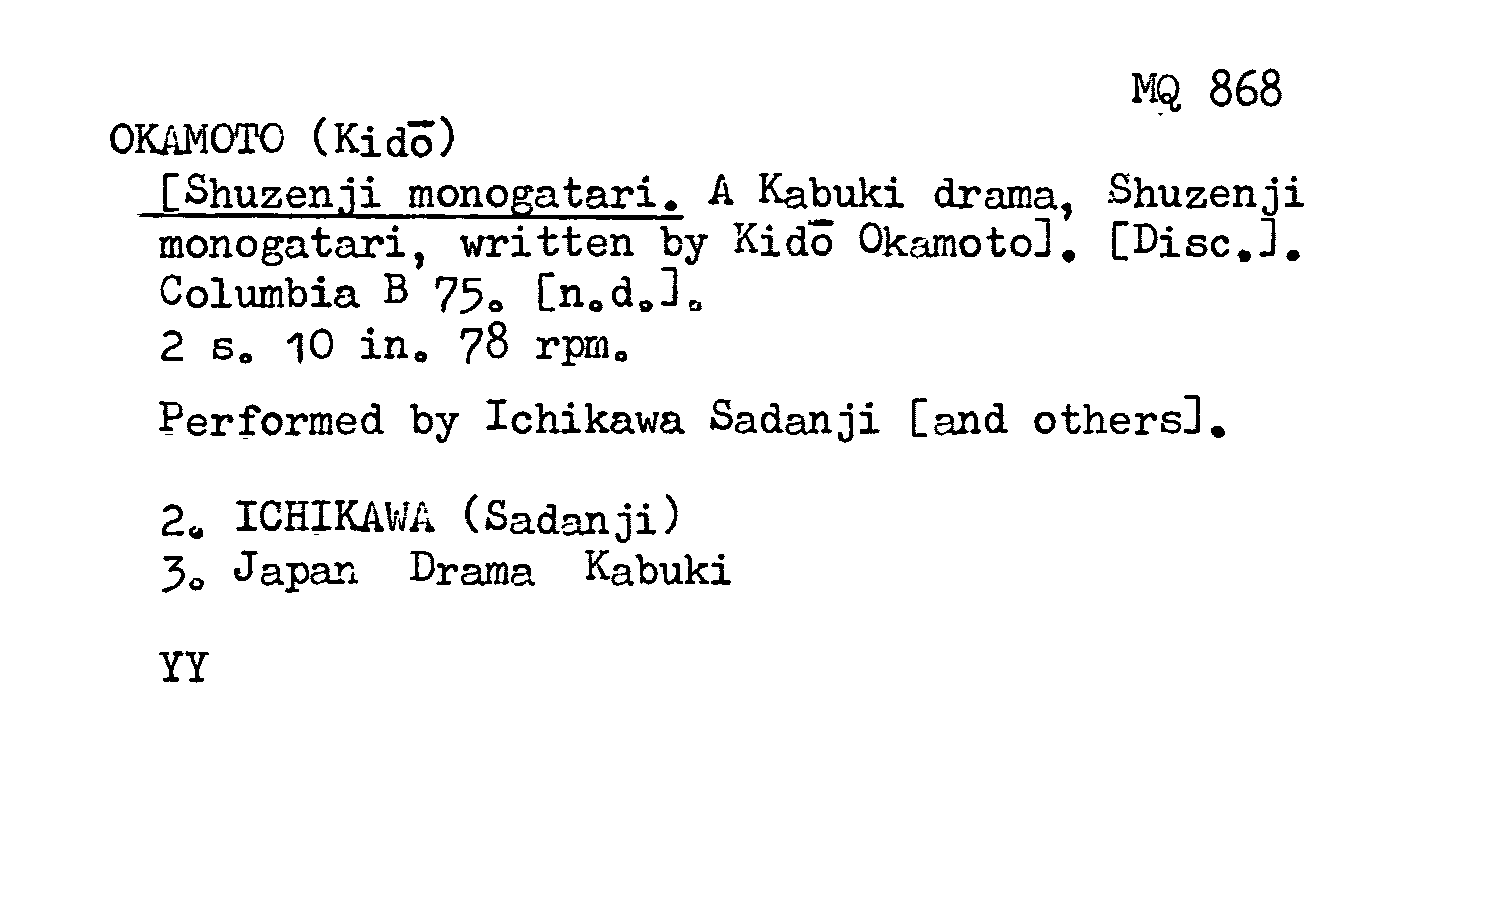 MQ 868
OKAMOTO (Kidō)
[Shuzenji monogatari. A Kabuki drama, Shuzenji
monogatari, written by Kidō Okamoto]. [Disc.].
Columbia B 75. [n.d.].
2 s. 10 in. 78 rpm.
Performed by Ichikawa Sadanji [and others].
2. ICHIKAWA (Sadanji)
3. Japan Drama Kabuki
YY